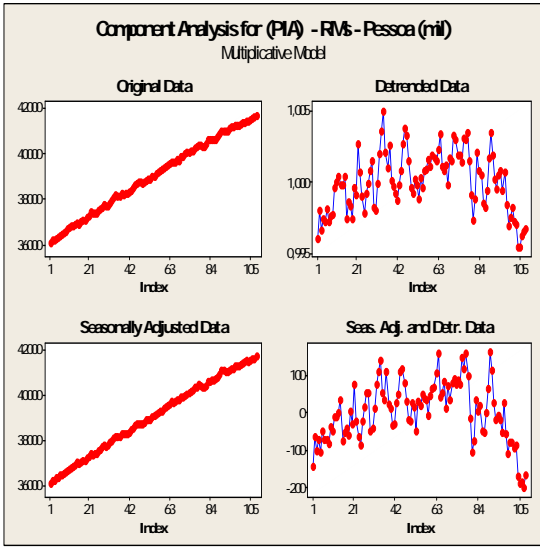 Component Analysis for (PIA) - RMs - Pessoa (mil)
Multiplicative Model
Original Data
42000
40000
38000
36000
1 21 42 63 84 105
Index
Detrended Data
1,005
1,000
0,995
1 21 42 63 84 105
Index
Seasonally Adjusted Data
42000
40000
38000
36000
1 21 42 63 84 105
Index
Seas. Adj. and Detr. Data
100
0
-100
-200
1 21 42 63 84 105
Index